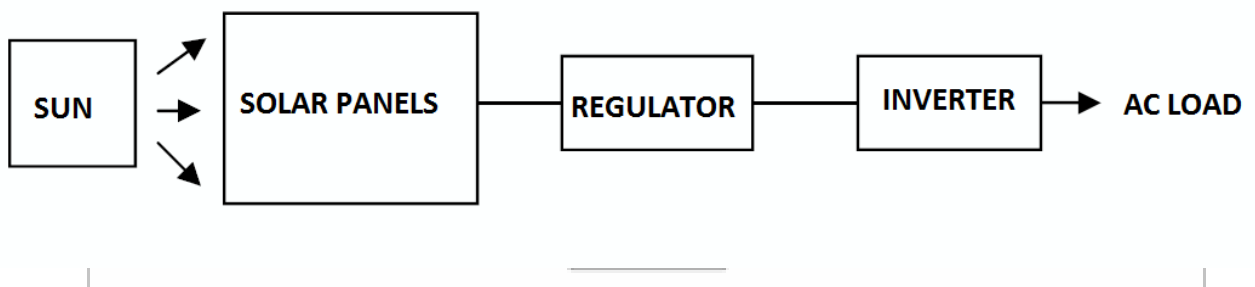 SUN
SOLAR PANELS
REGULATOR
INVERTER
AC LOAD